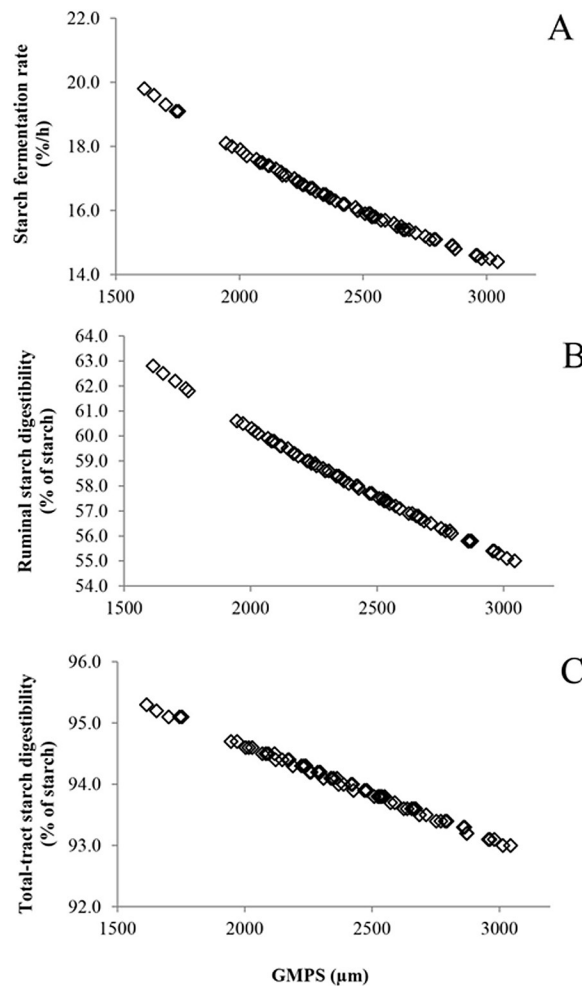 A
22.0
20.0
18.0
16.0
14.0
1500 2000 2500 3000
Starch fermentation rate
(%/h)
B
64.0
63.0
62.0
61.0
60.0
59.0
58.0
57.0
56.0
55.0
54.0
1500 2000 2500 3000
Ruminal starch digestibility
(% of starch)
C
96.0
95.0
94.0
93.0
92.0
1500 2000 2500 3000
Total-tract starch digestibility
(% of starch)
GMPS (µm)